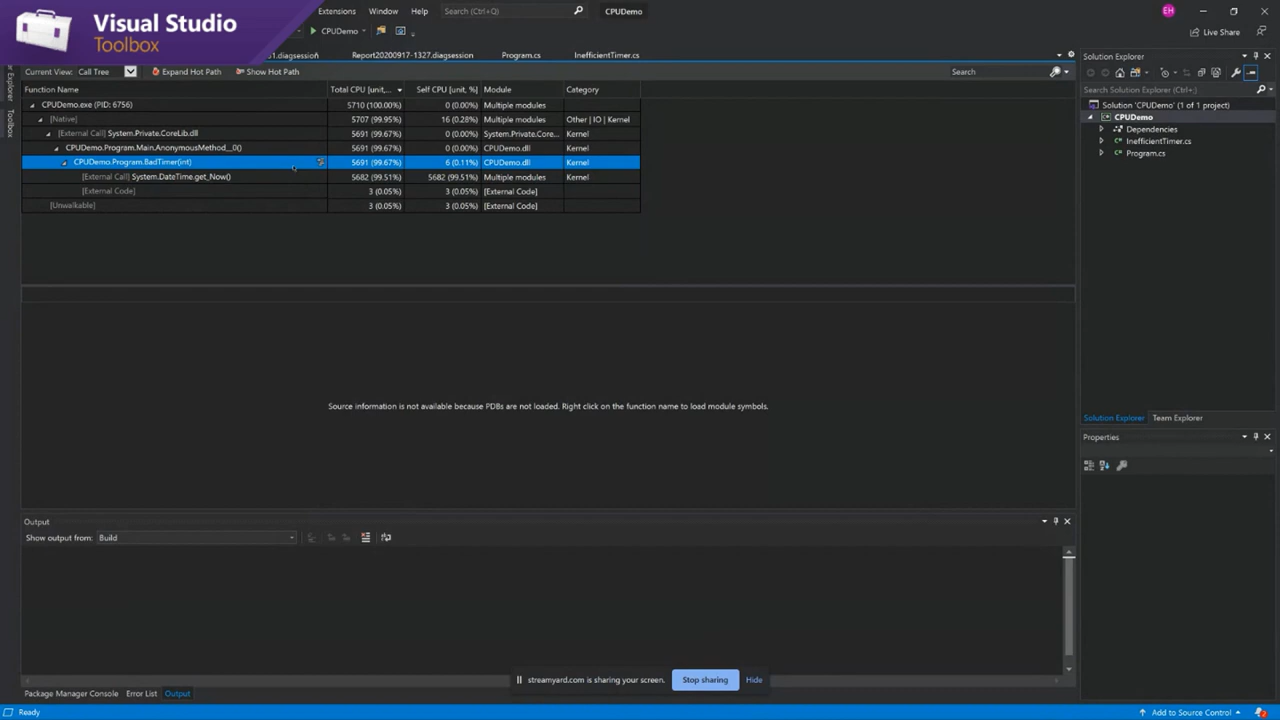 Visual Studio
Toolbox
Extensions Window Help Search (Ctrl+Q) CPUDemo EH
CPUDemo Live Share
1.diagsession Report20200917-1327.diagsession Program.cs InefficientTimer.cs
Current View: Call Tree Expand Hot Path Show Hot Path Search
Function Name Total CPU [unit,... Self CPU [unit, %] Module Category
CPUDemo.exe (PID: 6756) 5710 (100.00%) 0 (0.00%) Multiple modules
[Native] 5707 (99.95%) 16 (0.28%) Multiple modules Other | IO | Kernel
[External Call] System.Private.CoreLib.dll 5691 (99.67%) 0 (0.00%) System.Private.Core... Kernel
CPUDemo.Program.Main.AnonymousMethod__0() 5691 (99.67%) 0 (0.00%) CPUDemo.dll Kernel
CPUDemo.Program.BadTimer(int) 5691 (99.67%) 6 (0.11%) CPUDemo.dll Kernel
[External Call] System.DateTime.get_Now() 5682 (99.51%) 5682 (99.51%) Multiple modules Kernel
[External Code] 3 (0.05%) 3 (0.05%) [External Code]
[Unwalkable] 3 (0.05%) 3 (0.05%) [External Code]
Source information is not available because PDBs are not loaded. Right click on the function name to load module symbols.
Explorer
Toolbox
Solution Explorer
Search Solution Explorer (Ctrl+;)
Solution 'CPUDemo' (1 of 1 project)
CPUDemo
Dependencies
InefficientTimer.cs
Program.cs
Solution Explorer Team Explorer
Properties
Output
Show output from: Build
streamyard.com is sharing your screen. Stop sharing Hide
Package Manager Console Error List Output
Ready Add to Source Control 2